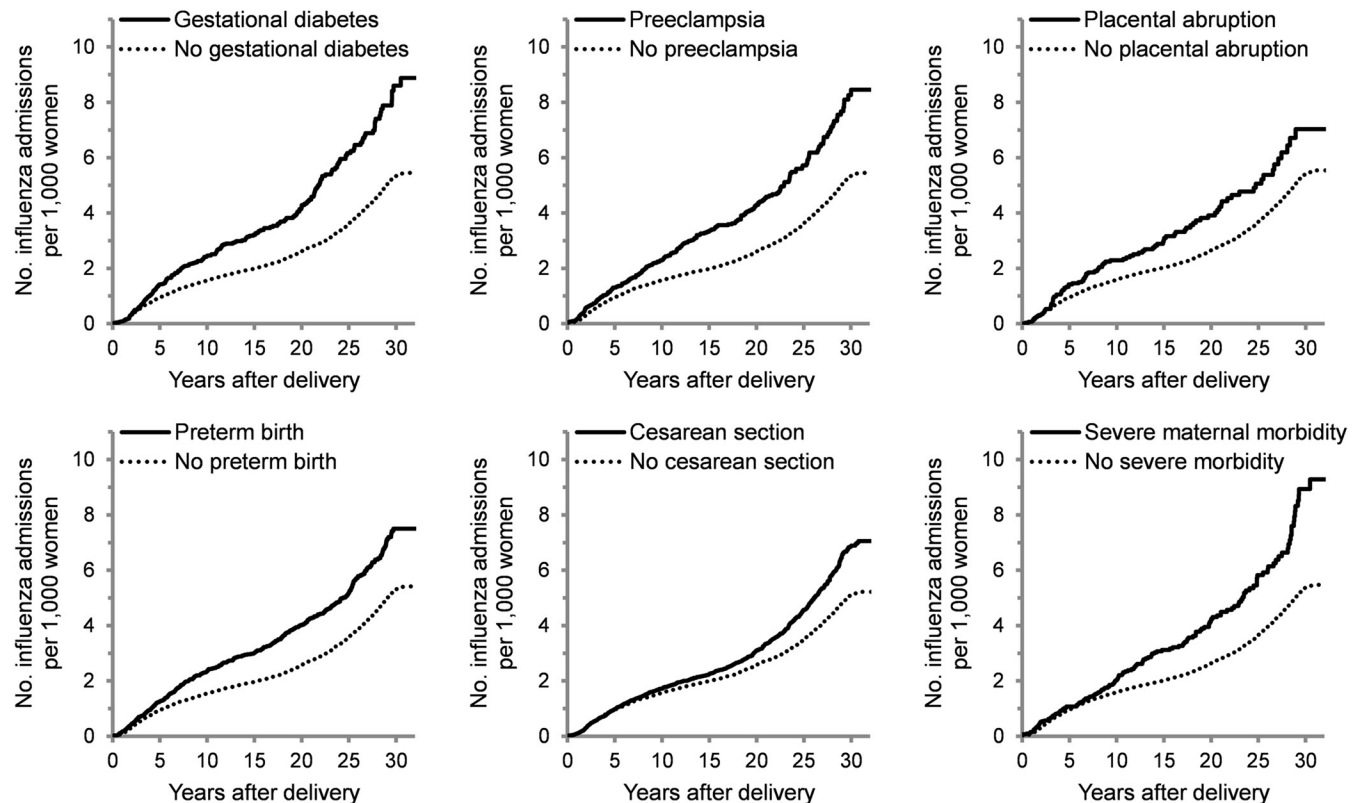 Gestational diabetes
No gestational diabetes
No. influenza admissions
per 1,000 women
10
8
6
4
2
0
0 5 10 15 20 25 30
Years after delivery
Preeclampsia
No preeclampsia
No. influenza admissions
per 1,000 women
10
8
6
4
2
0
0 5 10 15 20 25 30
Years after delivery
Placental abruption
No placental abruption
No. influenza admissions
per 1,000 women
10
8
6
4
2
0
0 5 10 15 20 25 30
Years after delivery
Preterm birth
No preterm birth
No. influenza admissions
per 1,000 women
10
8
6
4
2
0
0 5 10 15 20 25 30
Years after delivery
Cesarean section
No cesarean section
No. influenza admissions
per 1,000 women
10
8
6
4
2
0
0 5 10 15 20 25 30
Years after delivery
Severe maternal morbidity
No severe morbidity
No. influenza admissions
per 1,000 women
10
8
6
4
2
0
0 5 10 15 20 25 30
Years after delivery